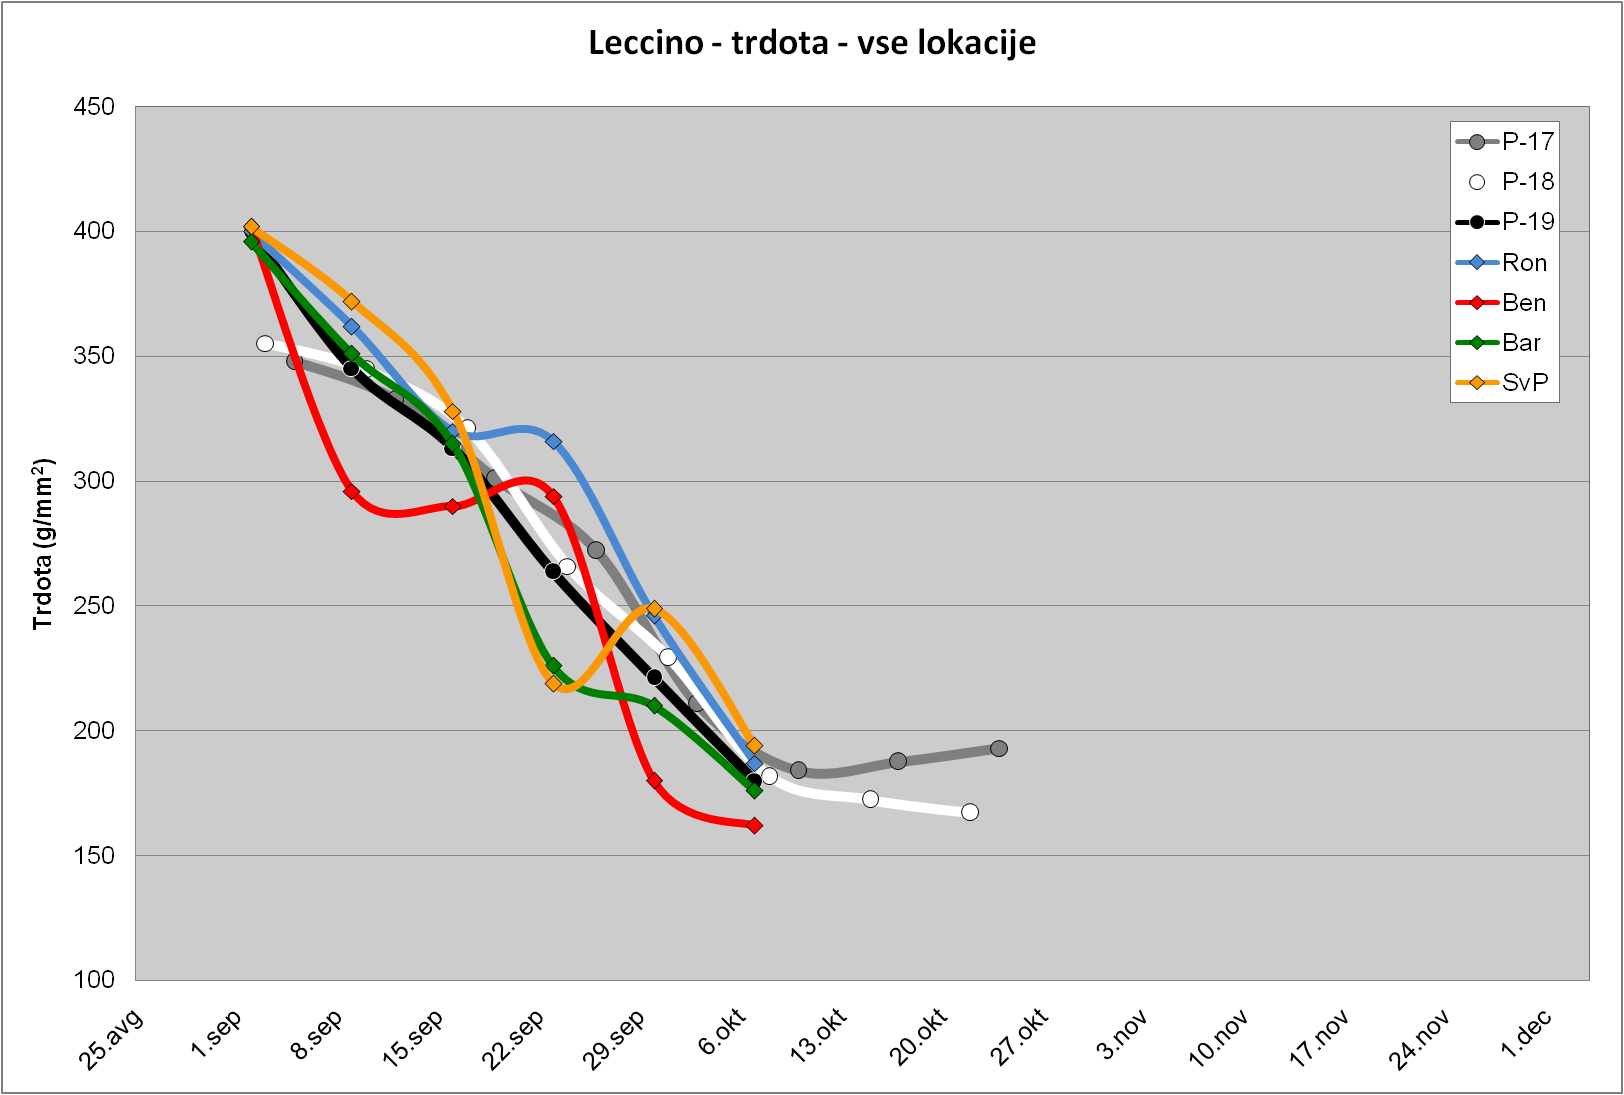 Leccino - trdota - vse lokacije
Trdota (g/mm²)
450
400
350
300
250
200
150
100
25.avg
1.sep
8.sep
15.sep
22.sep
29.sep
6.okt
13.okt
20.okt
27.okt
3.nov
10.nov
17.nov
24.nov
1.dec
P-17
P-18
P-19
Ron
Ben
Bar
SvP